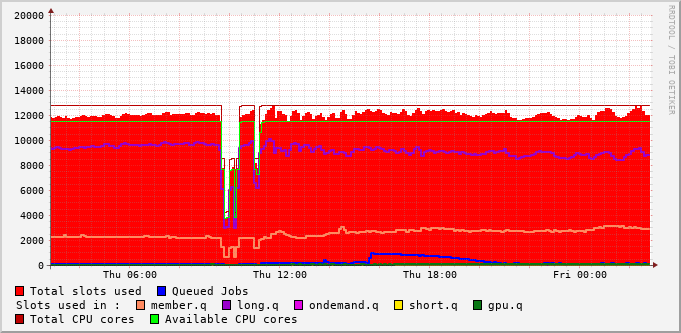 20000
18000
16000
14000
12000
10000
8000
6000
4000
2000
0
Thu 06:00 Thu 12:00 Thu 18:00 Fri 00:00
RRDTOOL / TOBI OETIKER
Total slots used Queued Jobs
Slots used in : member.q long.q ondemand.q short.q gpu.q
Total CPU cores Available CPU cores